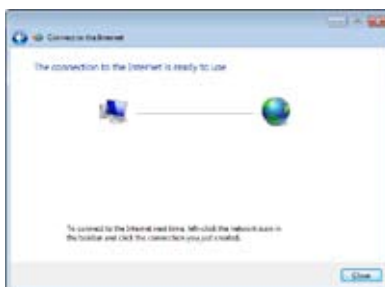 Connect to the Internet
The connection to the Internet is ready to use
To connect to the Internet next time, left-click the network icon in
the taskbar and click the connection you just created.
Close